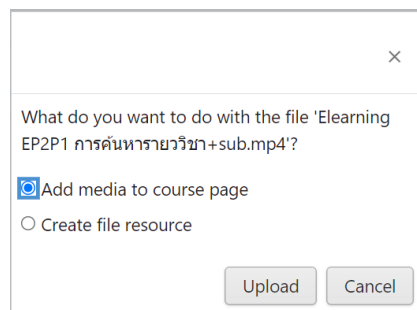 What do you want to do with the file 'Elearning
EP2P1 การค้นหารายวิวิชา+sub.mp4'?
Add media to course page
Create file resource
Upload
Cancel